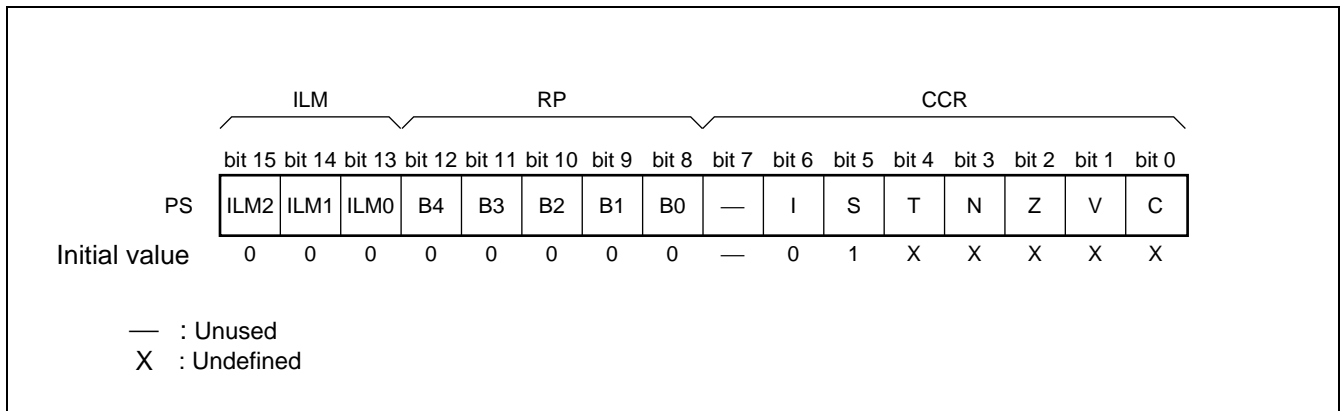 ILM RP CCR
bit 15 bit 14 bit 13 bit 12 bit 11 bit 10 bit 9 bit 8 bit 7 bit 6 bit 5 bit 4 bit 3 bit 2 bit 1 bit 0
PS ILM2 ILM1 ILM0 B4 B3 B2 B1 B0 — I S T N Z V C
Initial value 0 0 0 0 0 0 0 0 — 0 1 X X X X X
— : Unused
X : Undefined